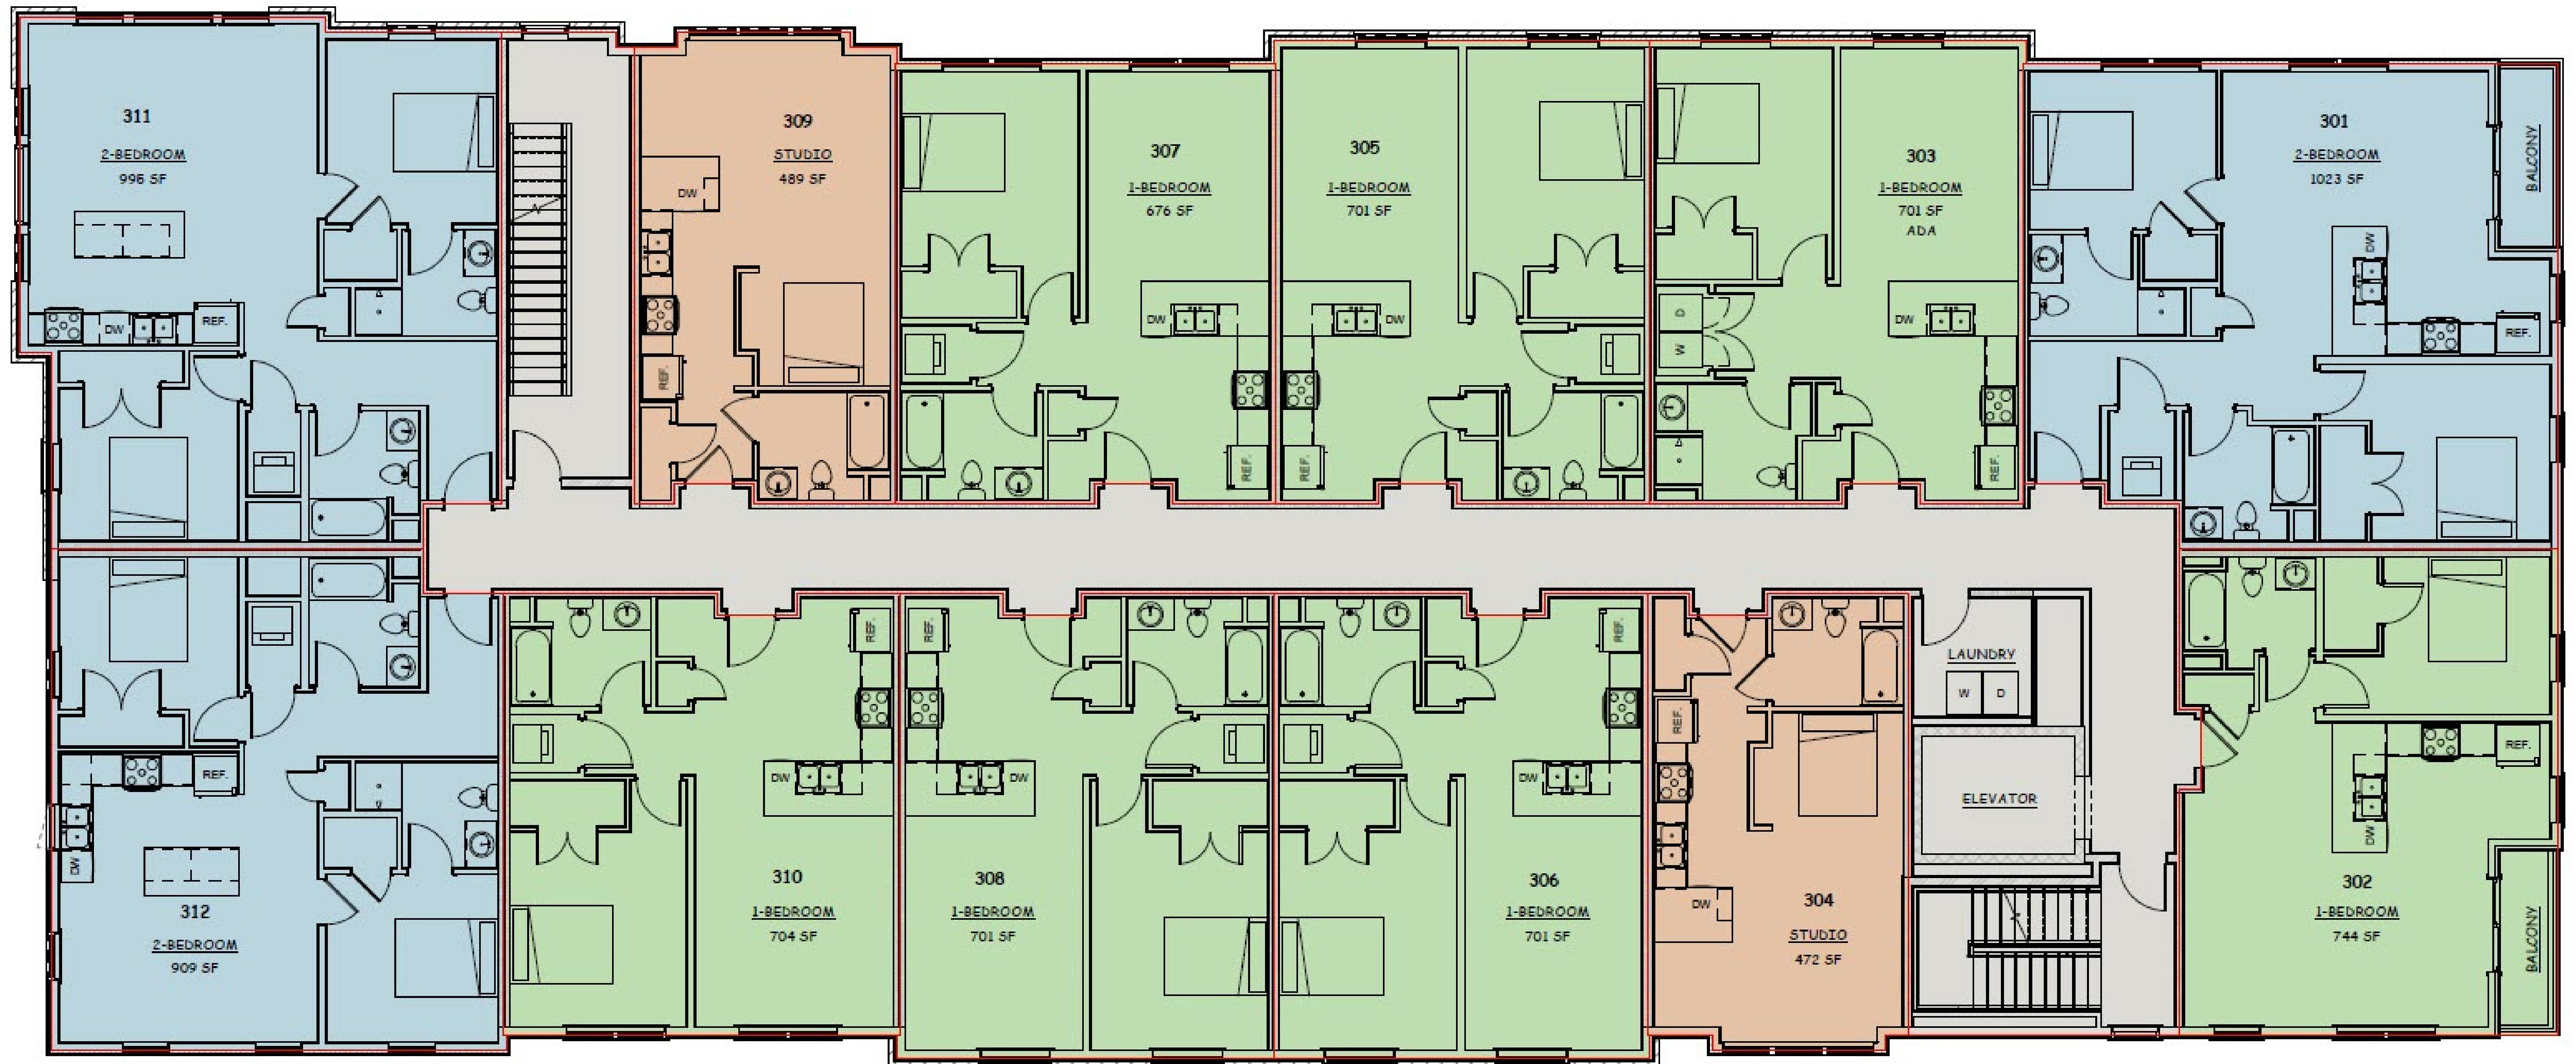 311
2-BEDROOM
995 SF
DW
REF.
309
STUDIO
489 SF
DW
REF.
307
1-BEDROOM
676 SF
DW
REF.
305
1-BEDROOM
701 SF
DW
REF.
303
1-BEDROOM
701 SF
ADA
D
W
DW
REF.
301
2-BEDROOM
1023 SF
BALCONY
DW
REF.
312
2-BEDROOM
909 SF
REF.
DW
310
1-BEDROOM
704 SF
REF.
DW
308
1-BEDROOM
701 SF
REF.
DW
306
1-BEDROOM
701 SF
REF.
DW
304
STUDIO
472 SF
REF.
DW
LAUNDRY
W
D
ELEVATOR
302
1-BEDROOM
744 SF
REF.
DW
BALCONY